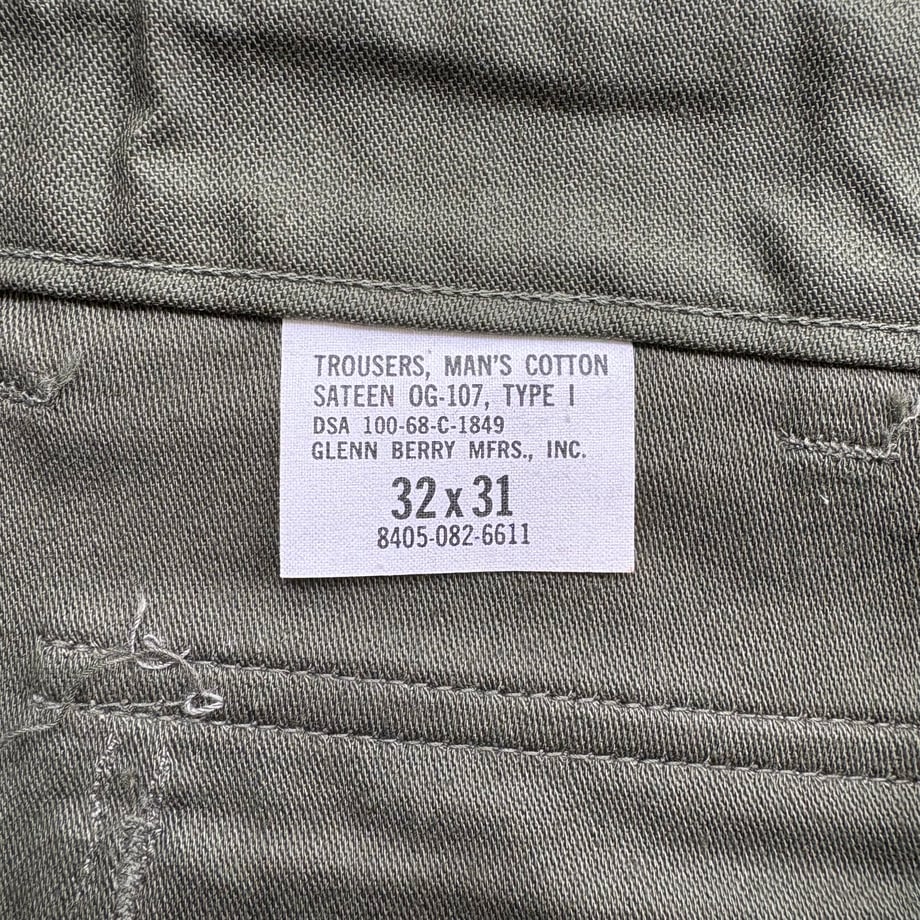 TROUSERS, MAN'S COTTON
SATEEN OG-107, TYPE I
DSA 100-68-C-1849
GLENN BERRY MFRS., INC.
32 x 31
8405-082-6611